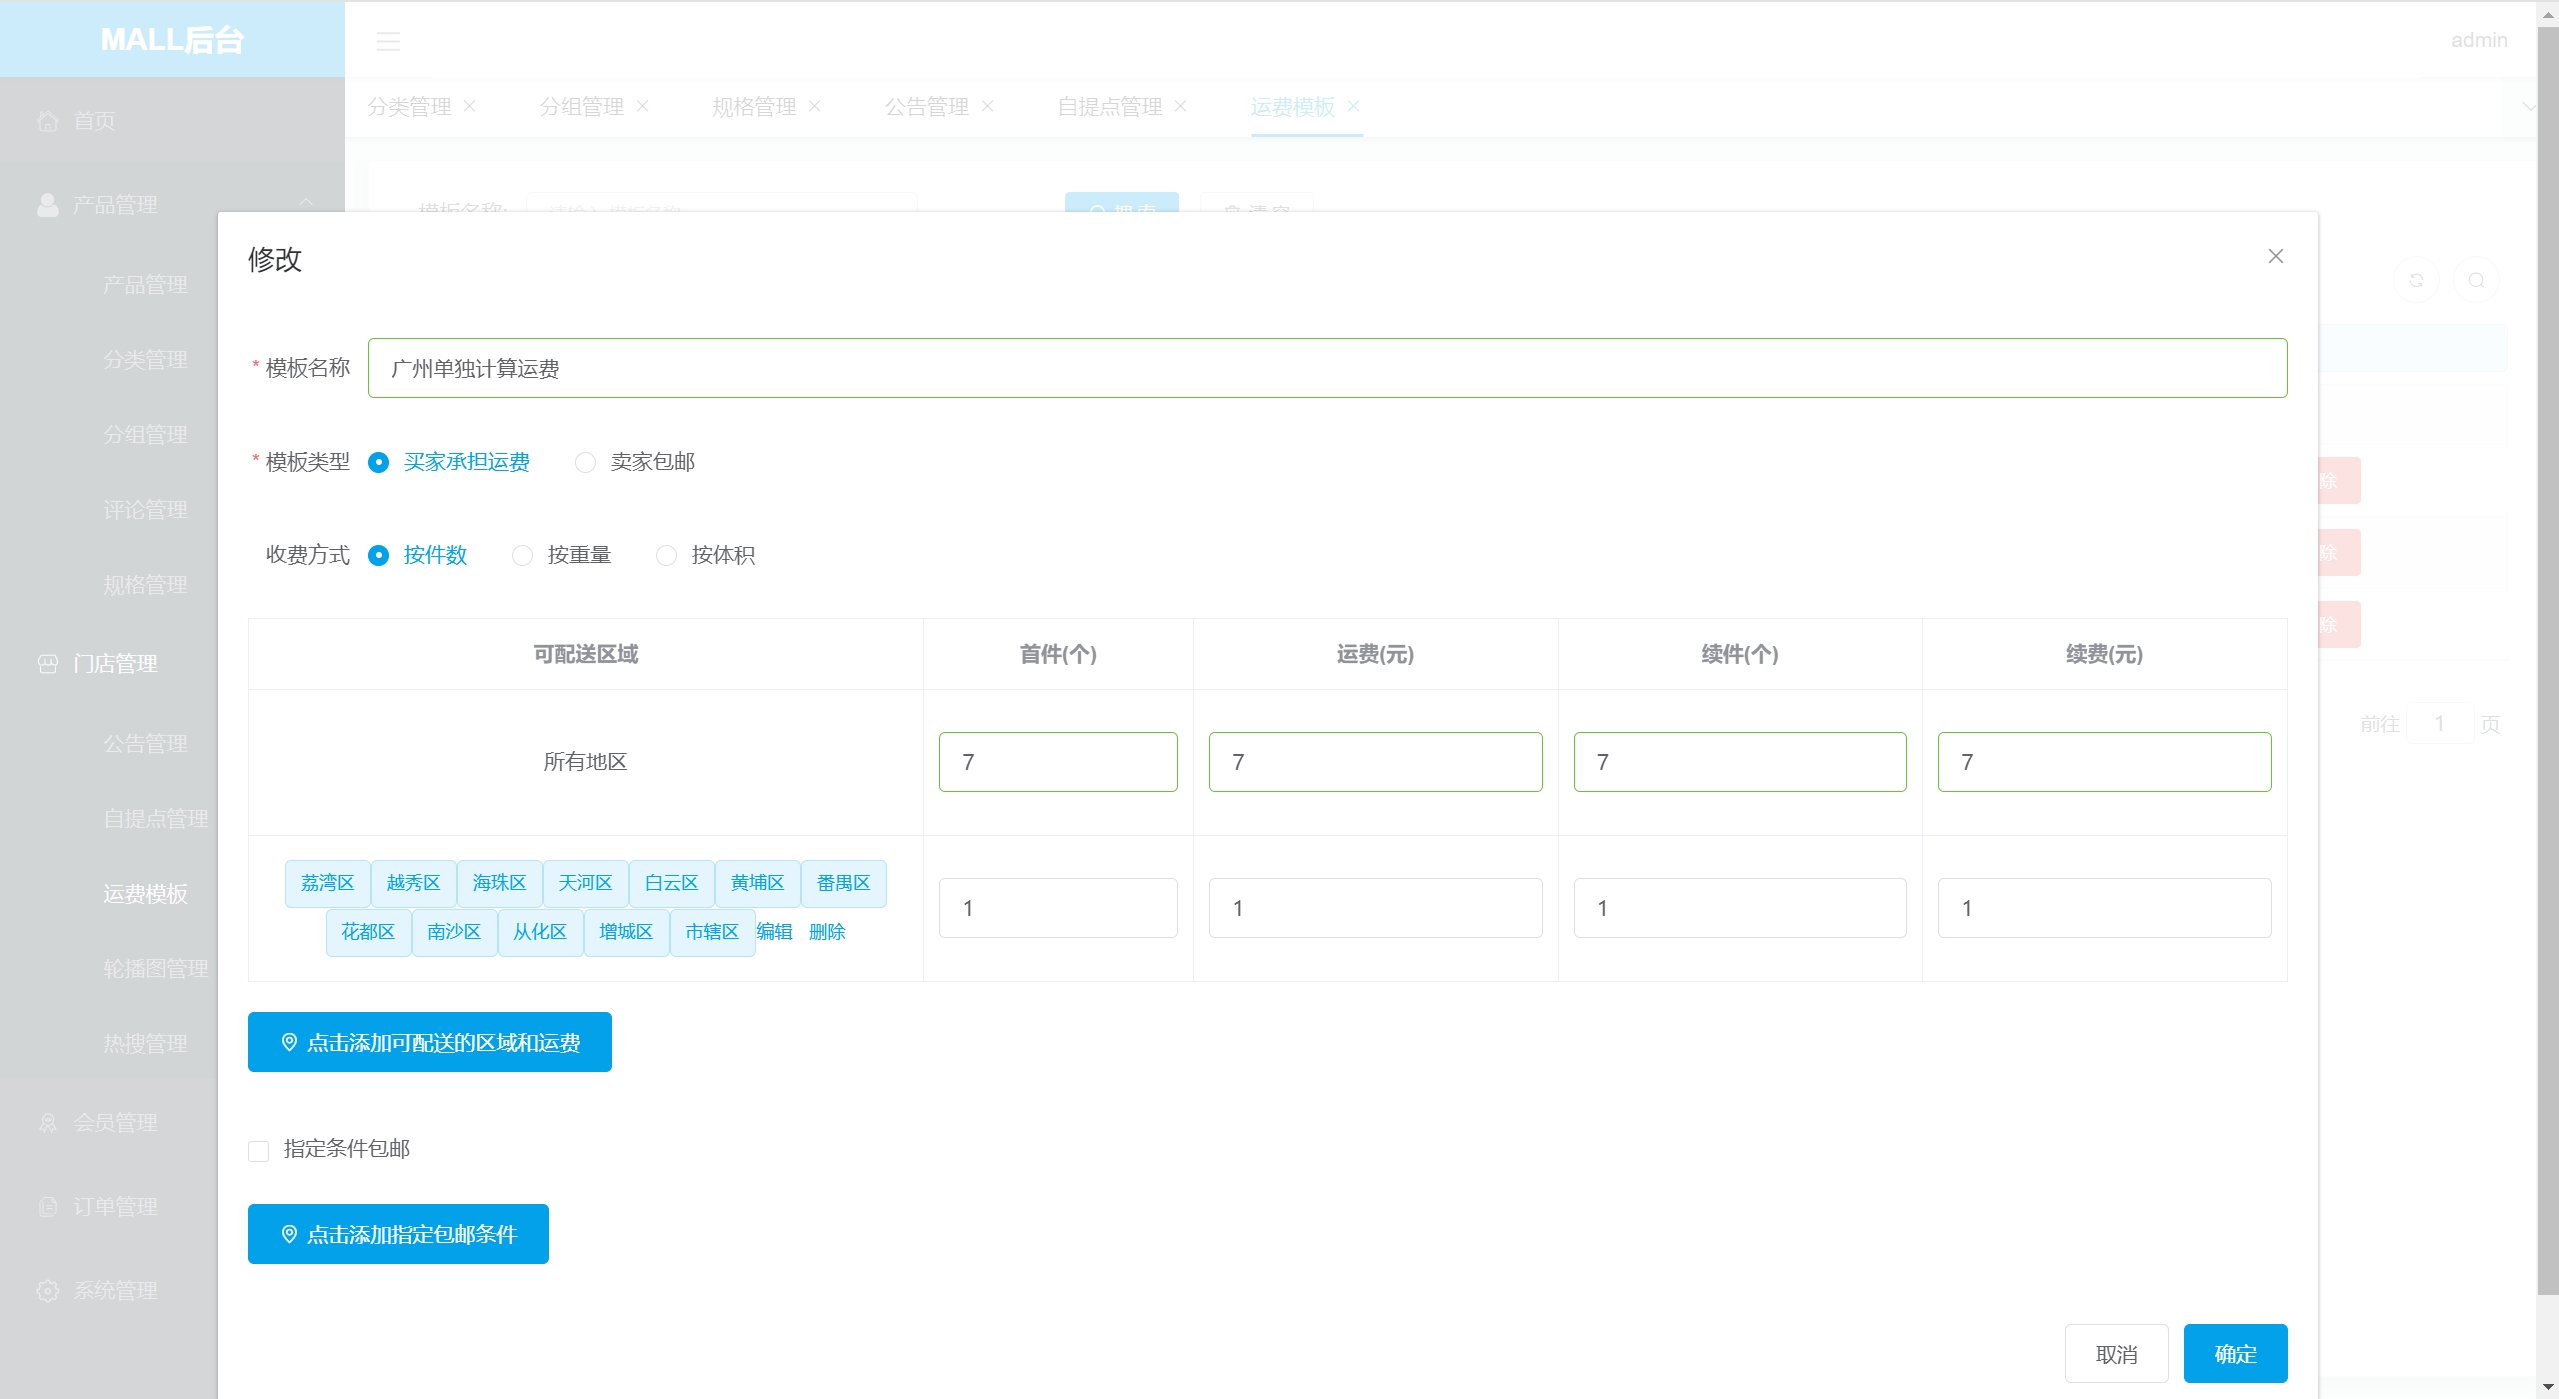 MALL后台
admin
首页
分类管理 分组管理 规格管理 公告管理 自提点管理 运费模板
产品管理
产品管理
分类管理
分组管理
评论管理
规格管理
门店管理
公告管理
自提点管理
运费模板
轮播图管理
热搜管理
会员管理
订单管理
系统管理
修改
* 模板名称 广州单独计算运费
* 模板类型 买家承担运费 卖家包邮
收费方式 按件数 按重量 按体积
可配送区域 首件(个) 运费(元) 续件(个) 续费(元)
所有地区 7 7 7 7
荔湾区 越秀区 海珠区 天河区 白云区 黄埔区 番禺区
花都区 南沙区 从化区 增城区 市辖区 编辑 删除
1 1 1 1
点击添加可配送的区域和运费
指定条件包邮
点击添加指定包邮条件
取消 确定
除
除
除
前往 1 页